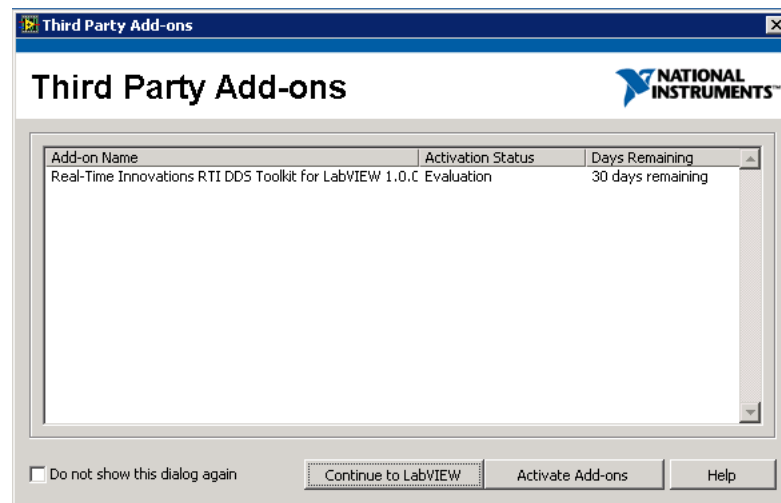 Third Party Add-ons
Third Party Add-ons
NATIONAL
INSTRUMENTS™
Add-on Name Activation Status Days Remaining
Real-Time Innovations RTI DDS Toolkit for LabVIEW 1.0.0 Evaluation 30 days remaining
Do not show this dialog again Continue to LabVIEW Activate Add-ons Help